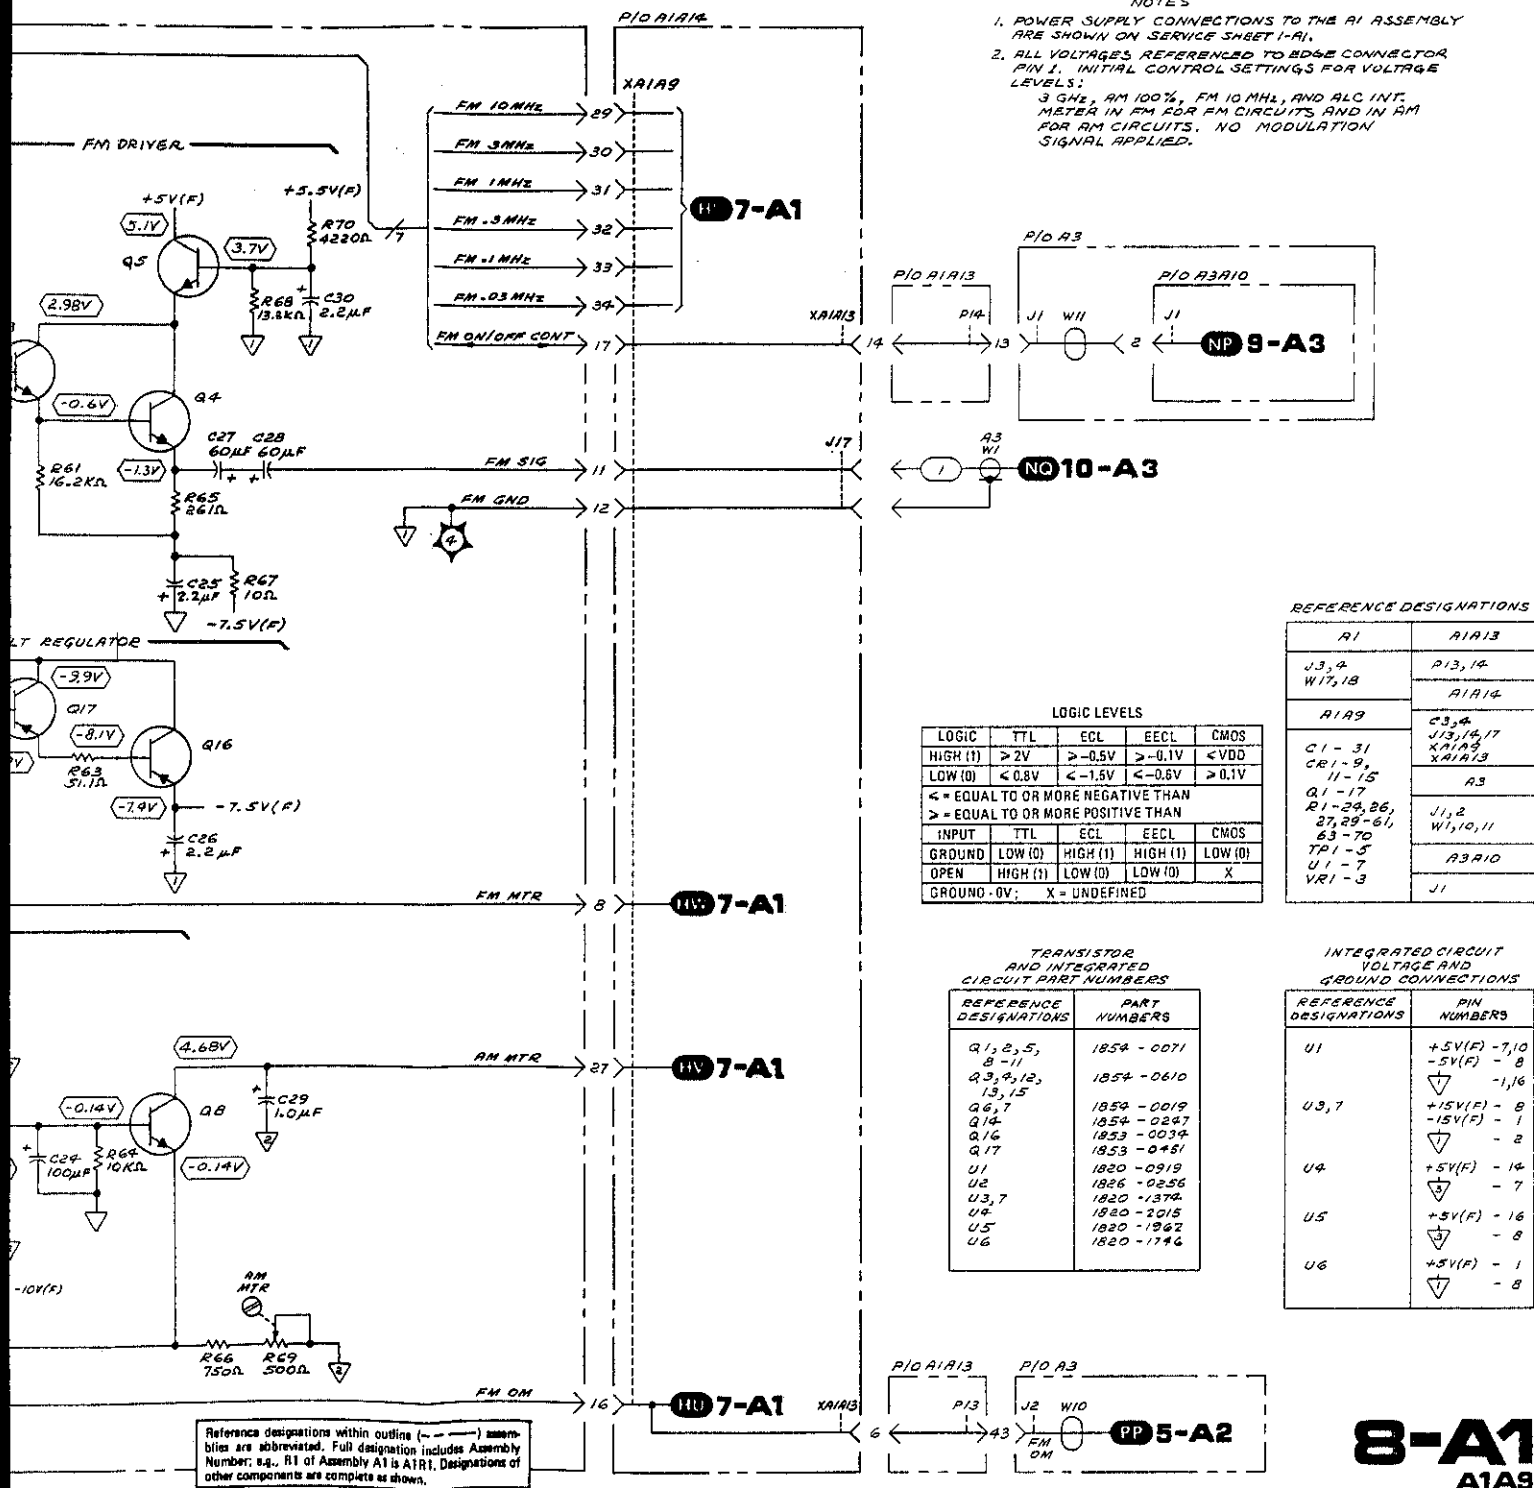 NOTES
1. POWER SUPPLY CONNECTIONS TO THE A1 ASSEMBLY
ARE SHOWN ON SERVICE SHEET 1-A1.
2. ALL VOLTAGES REFERENCED TO EDGE CONNECTOR
PIN 1. INITIAL CONTROL SETTINGS FOR VOLTAGE
LEVELS:
3 GHz, AM 100%, FM 10 MHz, AND ALC INT.
METER IN FM FOR FM CIRCUITS AND IN AM
FOR AM CIRCUITS. NO MODULATION
SIGNAL APPLIED.
P/O A1A14
XA1A9
FM 10MHz 29
FM 3MHz 30
FM 1MHz 31
FM .3MHz 32
FM .1MHz 33
FM .03MHz 34
FM ON/OFF CONT 17
7
7-A1
FM DRIVER
+5V(F)
+5.5V(F)
5.1V
R70
4220Ω
Q5
3.7V
R68
13.8KΩ
C30
2.2µF
1
1
2.98V
-0.6V
Q4
C27
60µF
C28
60µF
R61
16.2KΩ
-1.3V
R65
261Ω
C25
2.2µF
R67
10Ω
-7.5V(F)
P/O A3
P/O A1A13
P/O A3A10
XA1A13
P14
J1
W11
J1
14
13
2
NP 9-A3
J17
A3
W1
FM SIG 11
1
NQ 10-A3
FM GND 12
1
4
LT REGULATOR
-9.9V
Q17
-8.1V
R63
51.1Ω
Q16
-7.9V
-7.5V(F)
C26
2.2µF
1
FM MTR 8
7-A1
REFERENCE DESIGNATIONS
A1
J3,4
W17,18
A1A9
C1 - 31
CR1 - 9,
11 - 15
Q1 - 17
R1 - 24, 26,
27, 29 - 61,
63 - 70
TP1 - 5
U1 - 7
VR1 - 3
A1A13
P13, 14
A1A14
C3,4
J13,14,17
XA1A9
XA1A13
A3
J1,2
W1,10,11
A3A10
J1
LOGIC LEVELS
LOGIC TTL ECL EECL CMOS
HIGH (1) ≥ 2V ≥ -0.5V ≥ -0.1V < VDD
LOW (0) ≤ 0.8V ≤ -1.5V ≤ -0.6V ≥ 0.1V
≤ = EQUAL TO OR MORE NEGATIVE THAN
≥ = EQUAL TO OR MORE POSITIVE THAN
INPUT TTL ECL EECL CMOS
GROUND LOW (0) HIGH (1) HIGH (1) LOW (0)
OPEN HIGH (1) LOW (0) LOW (0) X
GROUND - 0V; X = UNDEFINED
TRANSISTOR
AND INTEGRATED
CIRCUIT PART NUMBERS
REFERENCE DESIGNATIONS PART NUMBERS
Q1, 2, 5, 8 - 11 1854 - 0071
Q3, 4, 12, 13, 15 1854 - 0610
Q6, 7 1854 - 0019
Q14 1854 - 0247
Q16 1853 - 0034
Q17 1853 - 0451
U1 1820 - 0919
U2 1826 - 0256
U3, 7 1820 - 1374
U4 1820 - 2015
U5 1820 - 1962
U6 1820 - 1746
INTEGRATED CIRCUIT
VOLTAGE AND
GROUND CONNECTIONS
REFERENCE DESIGNATIONS PIN NUMBERS
U1 +5V(F) - 7,10
-5V(F) - 8
1 - 1,16
U3, 7 +15V(F) - 8
-15V(F) - 1
1 - 2
U4 +5V(F) - 14
3 - 7
U5 +5V(F) - 16
3 - 8
U6 +5V(F) - 1
1 - 8
4.68V
AM MTR 27
HV 7-A1
C29
1.0µF
2
-0.14V
Q8
C24
100µF
R64
10KΩ
-0.14V
-10V(F)
AM
MTR
R66
750Ω
R69
500Ω
2
FM OM 16
HU 7-A1
P/O A1A13
P/O A3
XA1A13
P13
J2
W10
6
43
FM
OM
PP 5-A2
Reference designations within outline (- - —) assem-
blies are abbreviated. Full designation includes Assembly
Number; e.g., R1 of Assembly A1 is A1R1. Designations of
other components are complete as shown.
8-A1
A1A9